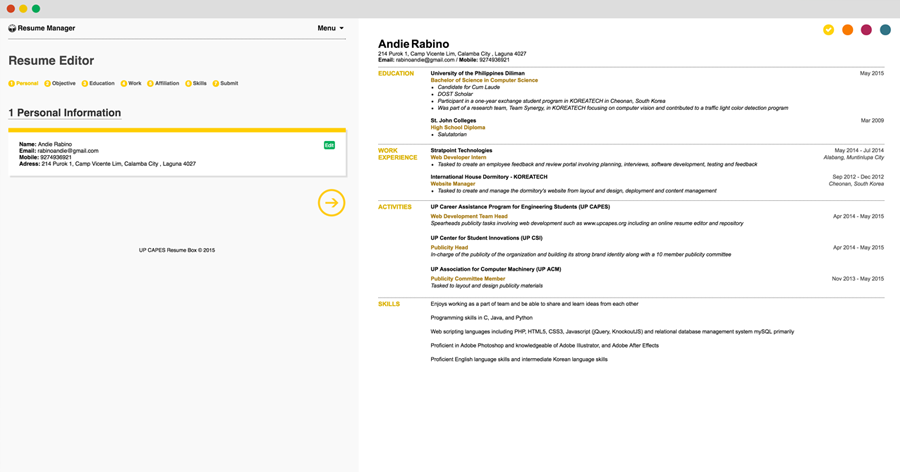 Resume Manager
Menu
Resume Editor
1 Personal 2 Objective 3 Education 4 Work 5 Affiliation 6 Skills 7 Submit
1 Personal Information
Name: Andie Rabino
Edit
Email: rabinoandie@gmail.com
Mobile: 9274936921
Adress: 214 Purok 1, Camp Vicente Lim, Calamba City , Laguna 4027
UP CAPES Resume Box © 2015
Andie Rabino
214 Purok 1, Camp Vicente Lim, Calamba City , Laguna 4027
Email: rabinoandie@gmail.com / Mobile: 9274936921
EDUCATION
University of the Philippines Diliman May 2015
Bachelor of Science in Computer Science
• Candidate for Cum Laude
• DOST Scholar
• Participant in a one-year exchange student program in KOREATECH in Cheonan, South Korea
• Was part of a research team, Team Synergy, in KOREATECH focusing on computer vision and contributed to a traffic light color detection program
St. John Colleges Mar 2009
High School Diploma
• Salutatorian
WORK EXPERIENCE
Stratpoint Technologies May 2014 - Jul 2014
Web Developer Intern Alabang, Muntinlupa City
• Tasked to create an employee feedback and review portal involving planning, interviews, software development, testing and feedback
International House Dormitory - KOREATECH Sep 2012 - Dec 2012
Website Manager Cheonan, South Korea
• Tasked to create and manage the dormitory's website from layout and design, deployment and content management
ACTIVITIES
UP Career Assistance Program for Engineering Students (UP CAPES)
Web Development Team Head Apr 2014 - May 2015
Spearheads publicity tasks involving web development such as www.upcapes.org including an online resume editor and repository
UP Center for Student Innovations (UP CSI)
Publicity Head Apr 2014 - May 2015
In-charge of the publicity of the organization and building its strong brand identity along with a 10 member publicity committee
UP Association for Computer Machinery (UP ACM)
Publicity Committee Member Nov 2013 - May 2015
Tasked to layout and design publicity materials
SKILLS
Enjoys working as a part of team and be able to share and learn ideas from each other
Programming skills in C, Java, and Python
Web scripting languages including PHP, HTML5, CSS3, Javascript (jQuery, KnockoutJS) and relational database management system mySQL primarily
Proficient in Adobe Photoshop and knowledgeable of Adobe Illustrator, and Adobe After Effects
Proficient English language skills and intermediate Korean language skills